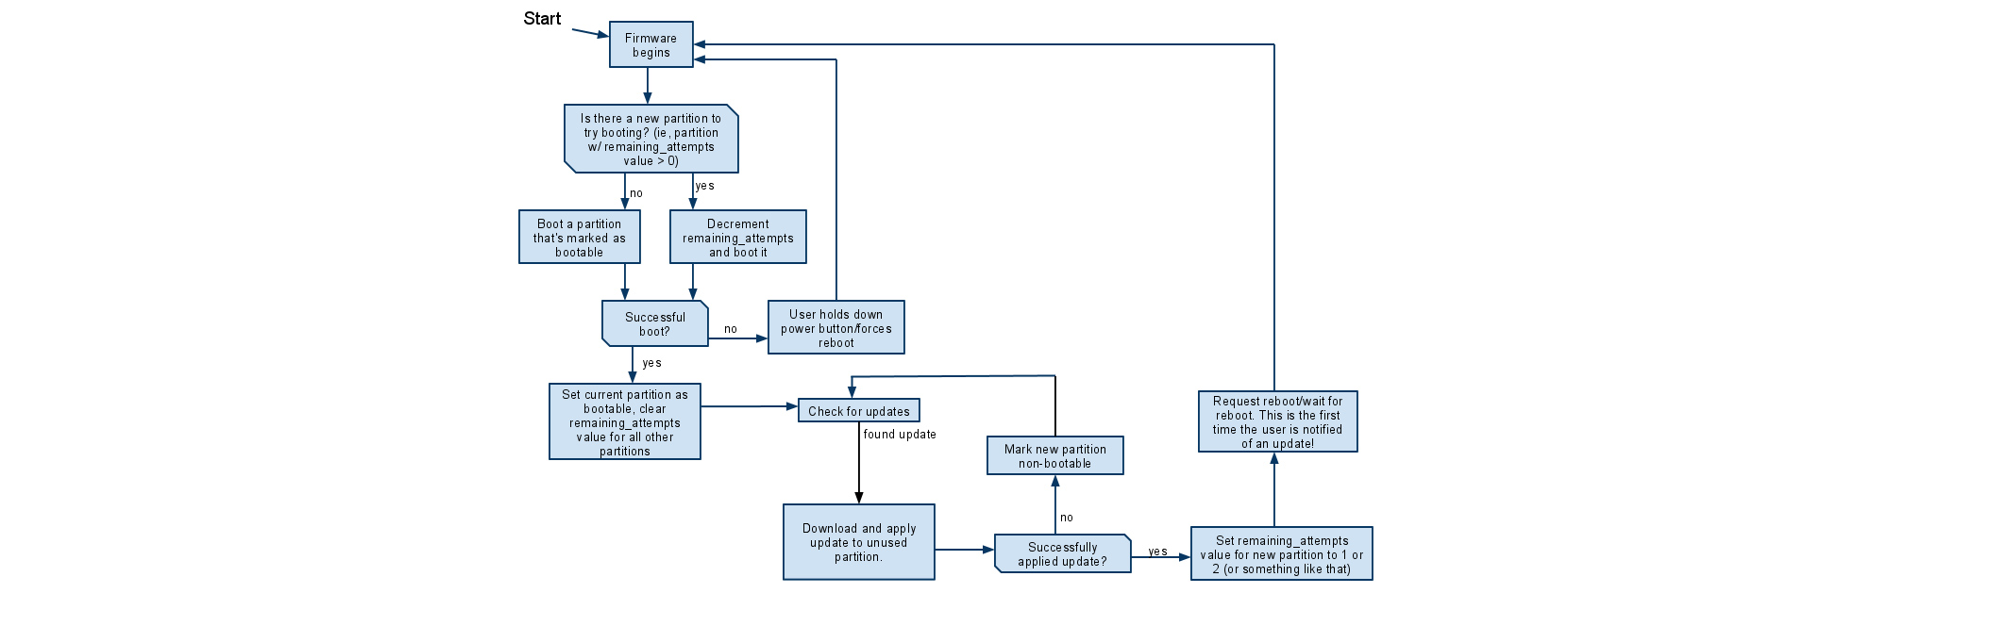 Start
Firmware
begins
Is there a new partition to
try booting? (ie, partition
w/ remaining_attempts
value > 0)
no
yes
Boot a partition
that's marked as
bootable
Decrement
remaining_attempts
and boot it
Successful
boot?
no
User holds down
power button/forces
reboot
yes
Set current partition as
bootable, clear
remaining_attempts
value for all other
partitions
Check for updates
found update
Mark new partition
non-bootable
Request reboot/wait for
reboot. This is the first
time the user is notified
of an update!
Download and apply
update to unused
partition.
no
Successfully
applied update?
yes
Set remaining_attempts
value for new partition to 1 or
2 (or something like that)